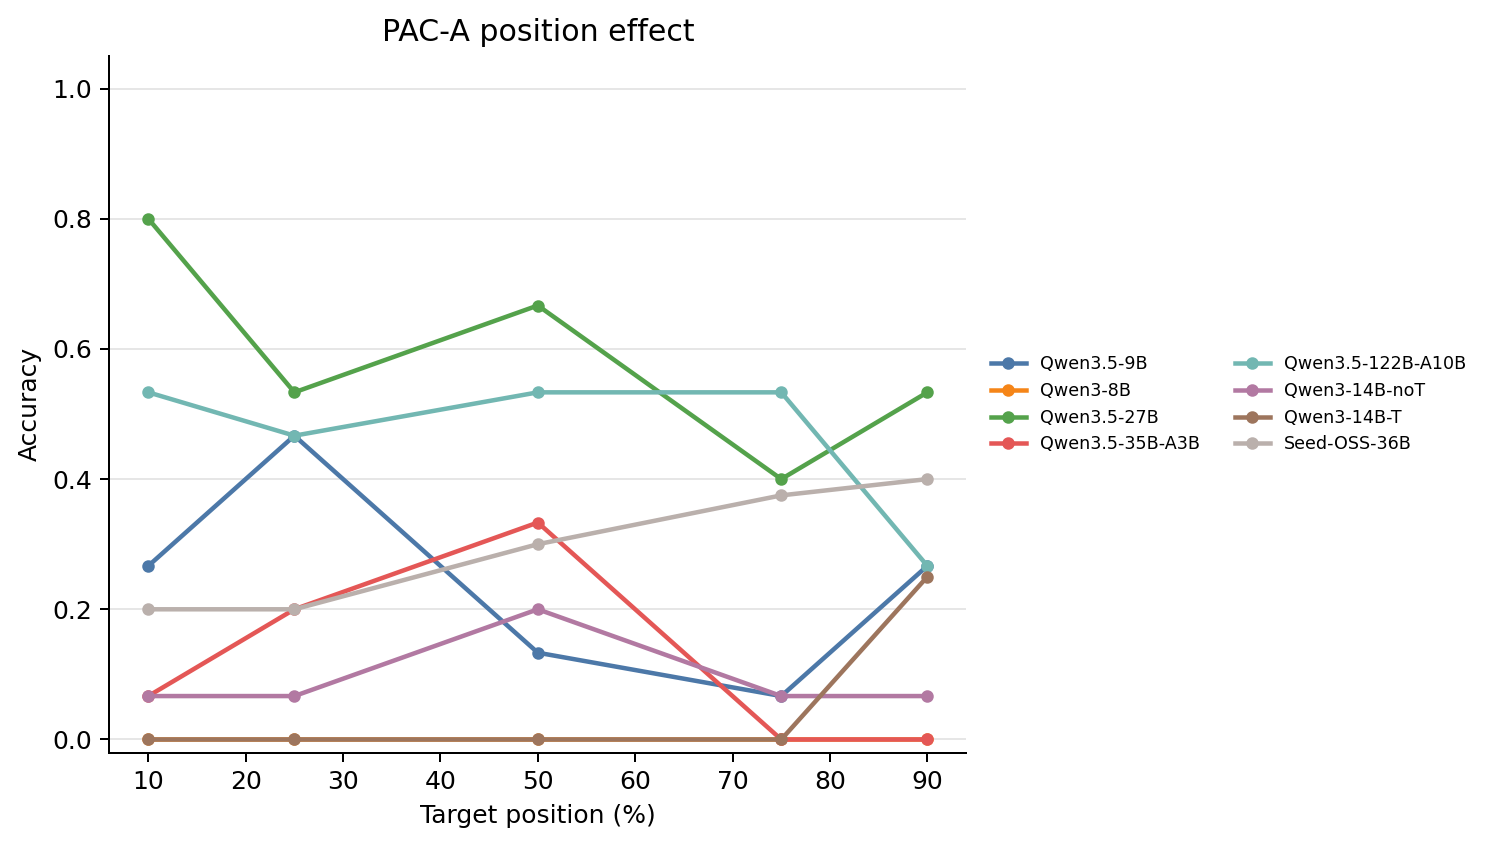 PAC-A position effect
1.0
0.8
0.6
0.4
0.2
0.0
Accuracy
10 20 30 40 50 60 70 80 90
Target position (%)
Qwen3.5-9B
Qwen3-8B
Qwen3.5-27B
Qwen3.5-35B-A3B
Qwen3.5-122B-A10B
Qwen3-14B-noT
Qwen3-14B-T
Seed-OSS-36B